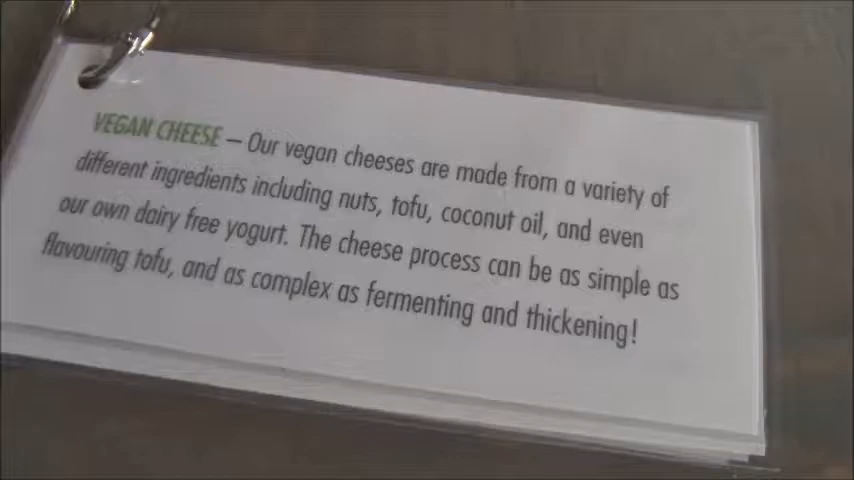 VEGAN CHEESE – Our vegan cheeses are made from a variety of
different ingredients including nuts, tofu, coconut oil, and even
our own dairy free yogurt. The cheese process can be as simple as
flavouring tofu, and as complex as fermenting and thickening!